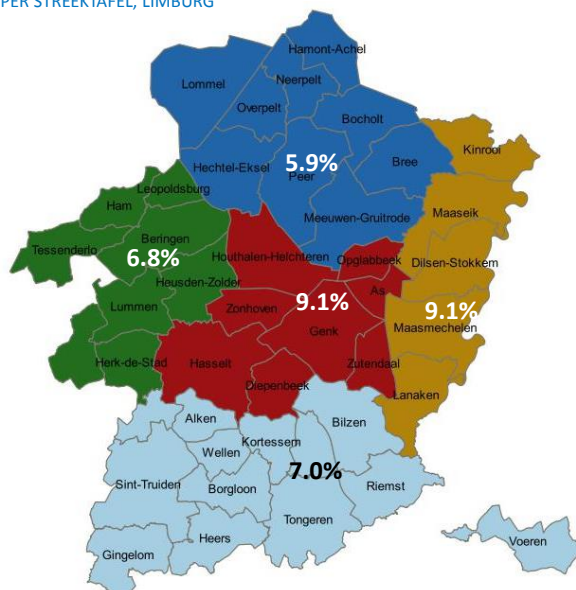 PER STREEKTAFEL, LIMBURG
Hamont-Achel
Lommel
Neerpelt
Overpelt
Bocholt
Kinrooi
Hechtel-Eksel
5.9%
Peer
Bree
Leopoldsburg
Ham
Maaseik
Meeuwen-Gruitrode
Beringen
Tessenderlo
6.8%
Houthalen-Helchteren
Opglabbeek
Dilsen-Stokkem
Heusden-Zolder
As
Lummen
Zonhoven
9.1%
9.1%
Genk
Maasmechelen
Herk-de-Stad
Hasselt
Zutendaal
Diepenbeek
Lanaken
Alken
Bilzen
Kortessem
Wellen
7.0%
Sint-Truiden
Borgloon
Riemst
Tongeren
Heers
Voeren
Gingelom